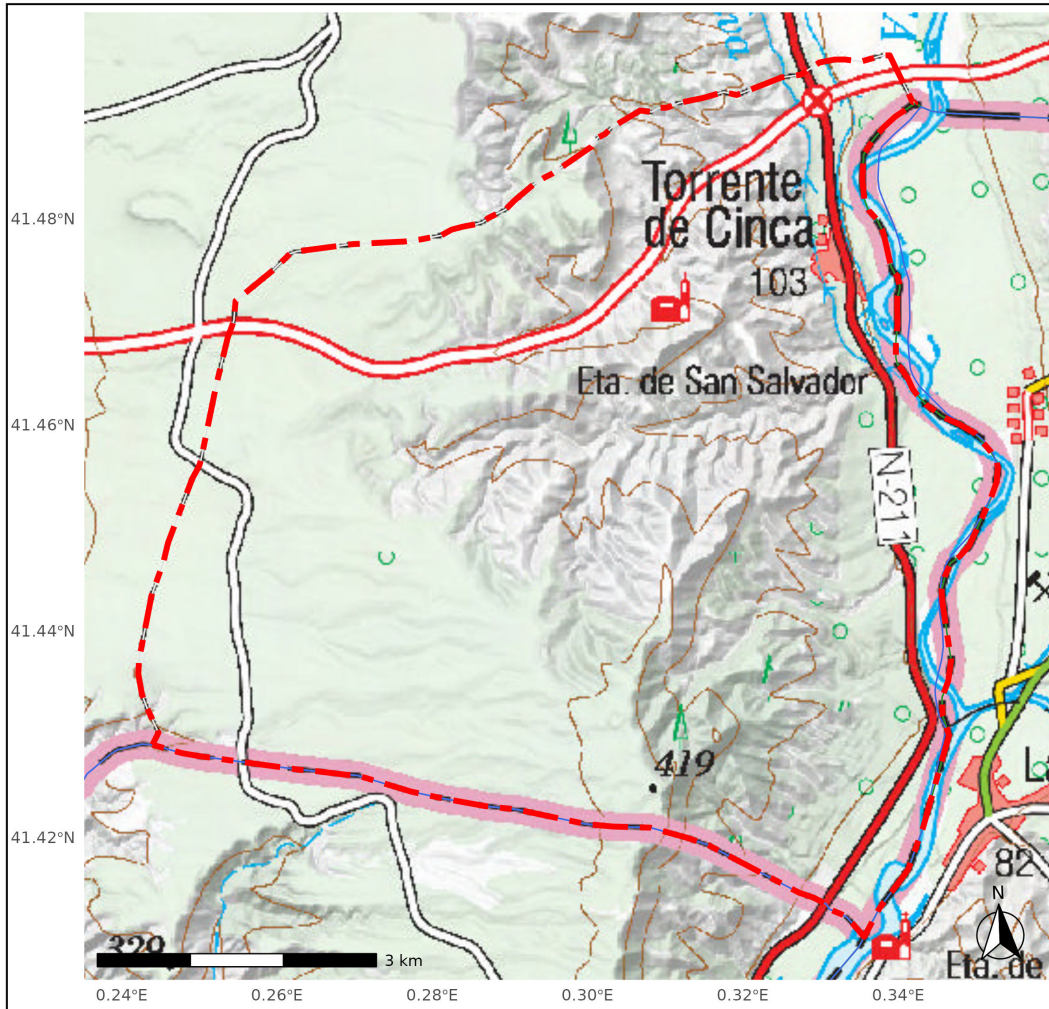 Torrente
de Cinca
103
Eta. de San Salvador
N-211
419
82
N
329
3 km
Eta. de
41.48°N
41.46°N
41.44°N
41.42°N
0.24°E
0.26°E
0.28°E
0.30°E
0.32°E
0.34°E